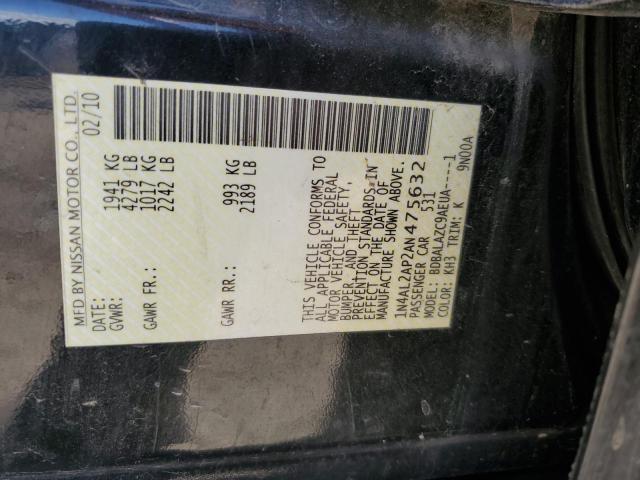 MFD BY NISSAN MOTOR CO., LTD.
DATE: 02/10
GVWR: 1941 KG
4279 LB
GAWR FR.: 1017 KG
2242 LB
GAWR RR.: 993 KG
2189 LB
THIS VEHICLE CONFORMS TO
ALL APPLICABLE FEDERAL
MOTOR VEHICLE SAFETY,
BUMPER, AND THEFT
PREVENTION STANDARDS IN
EFFECT ON THE DATE OF
MANUFACTURE SHOWN ABOVE.
1N4AL2AP2AN475632
PASSENGER CAR 531
MODEL: BDBALAZC9AEUA----1
COLOR: KH3 TRIM: K 9N00A